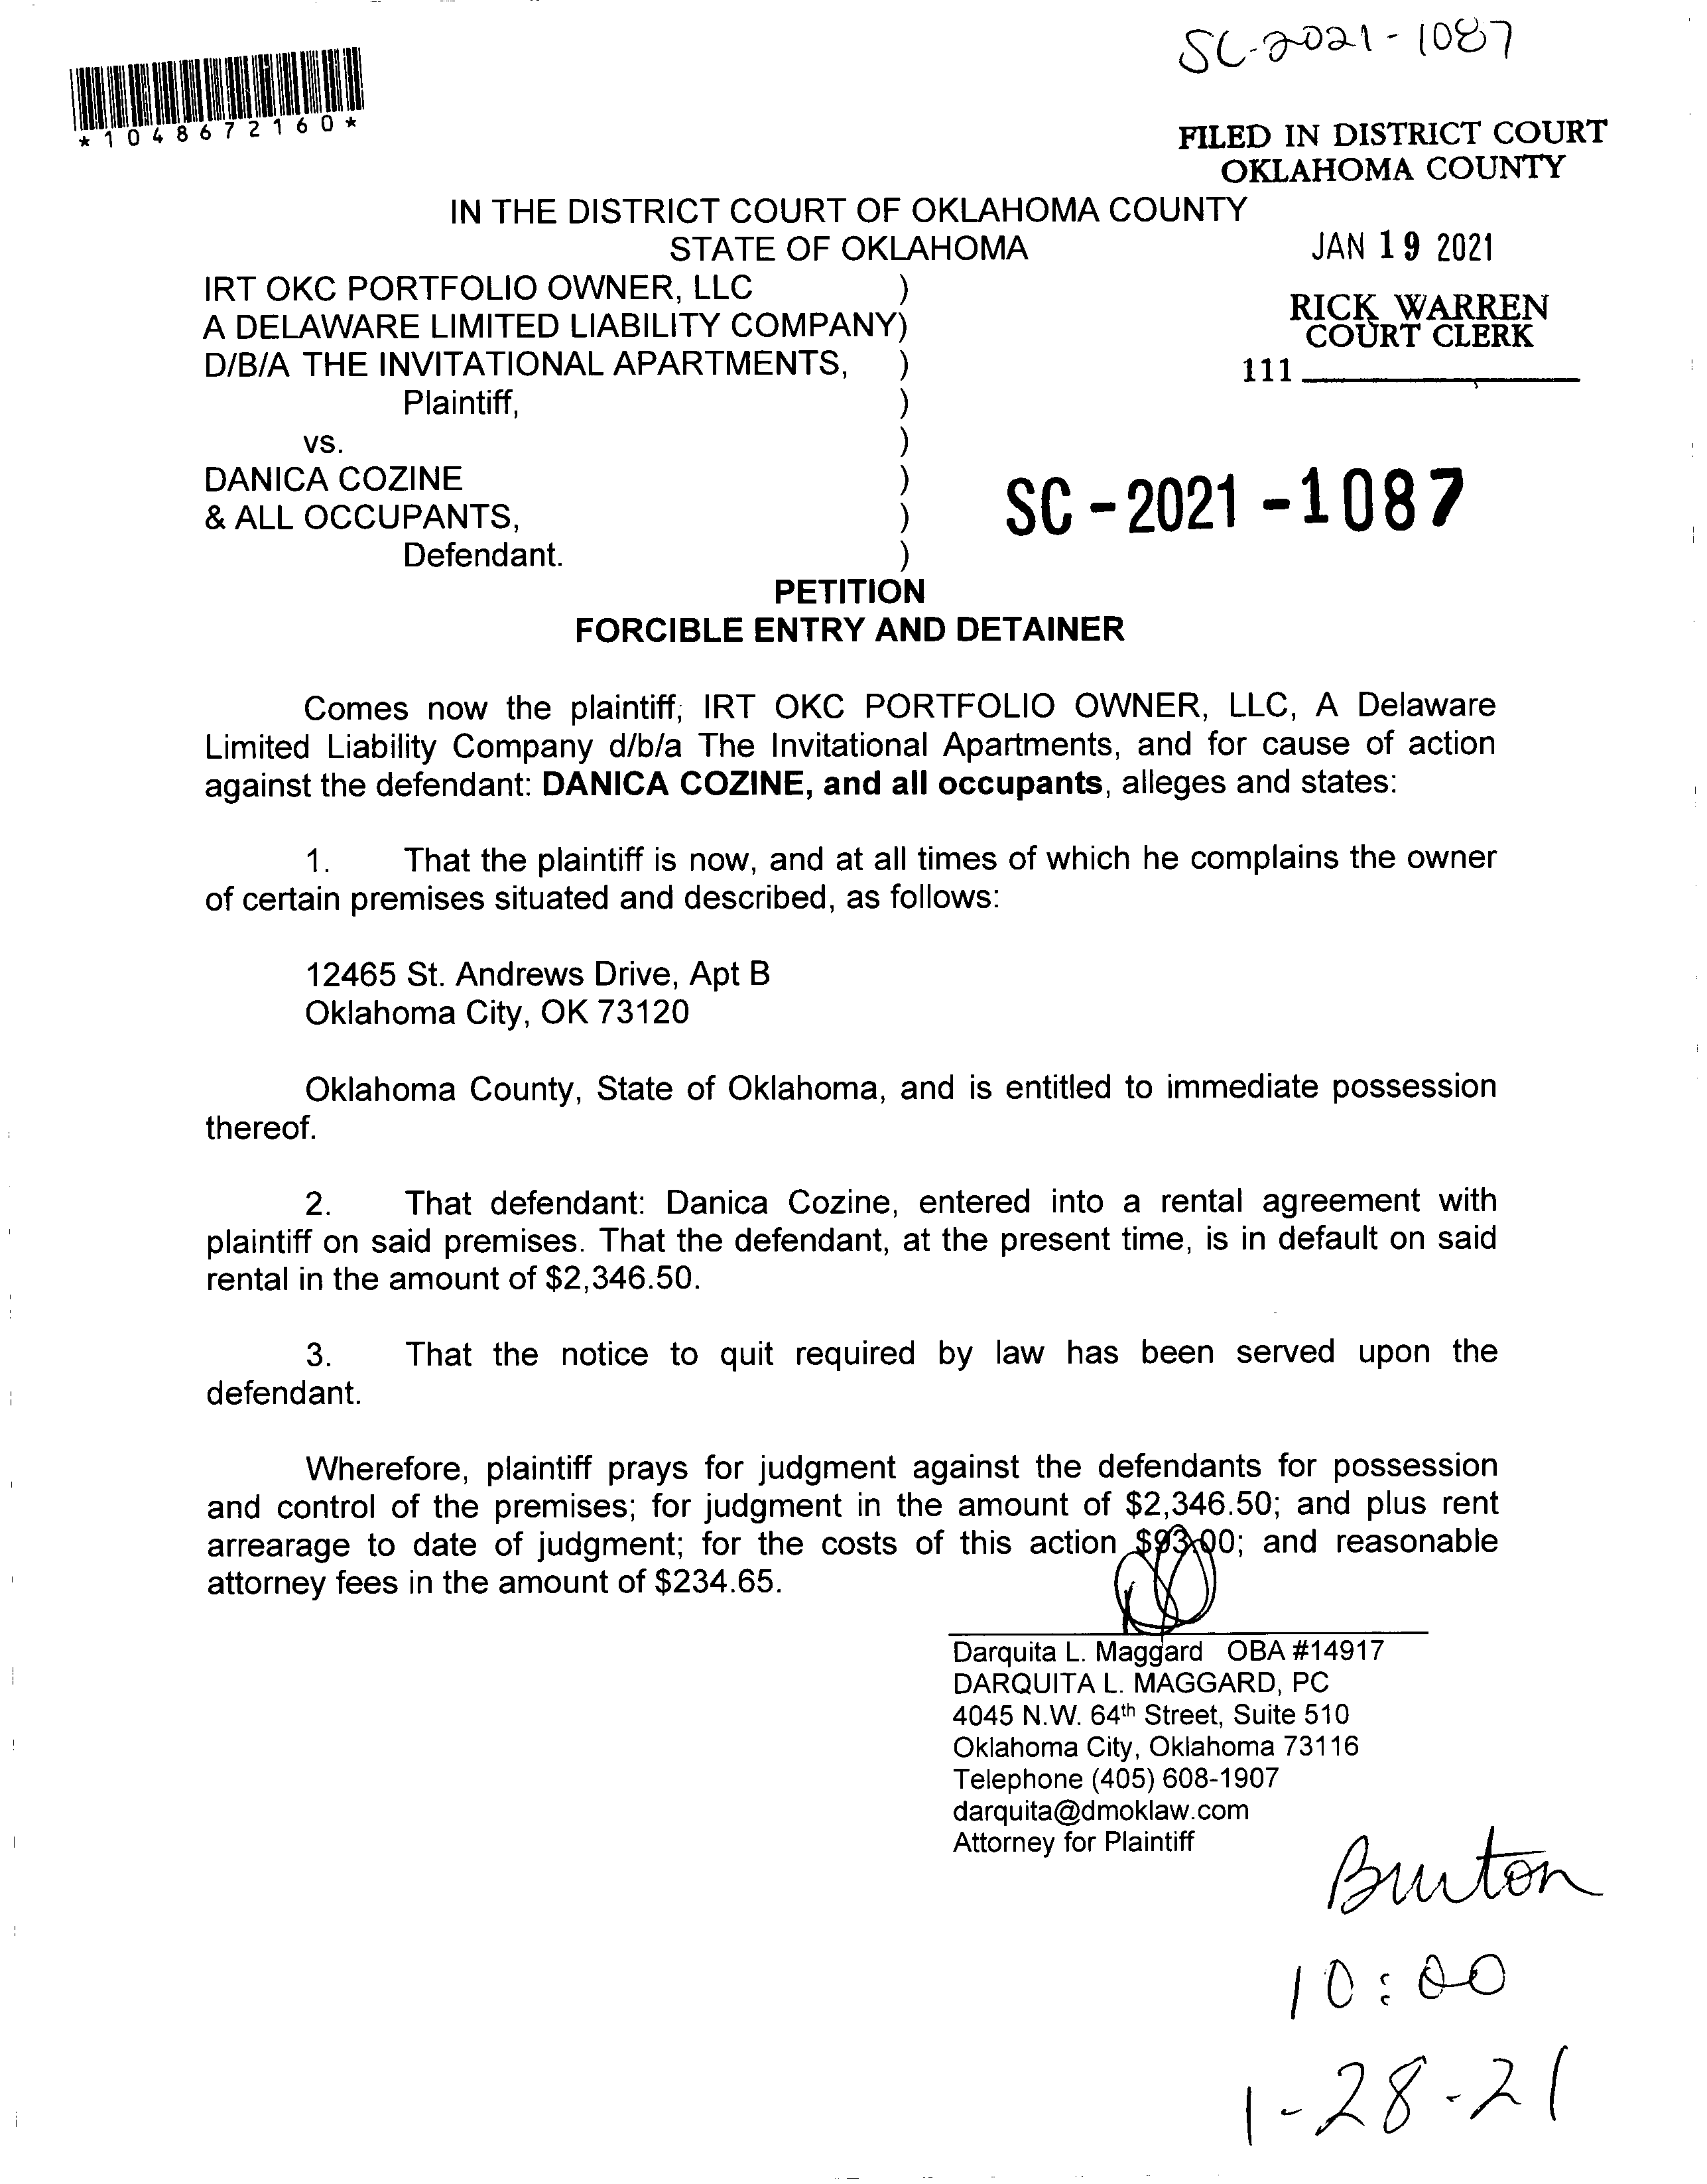 SC-2021-1087
*1048672160*
FILED IN DISTRICT COURT
OKLAHOMA COUNTY
IN THE DISTRICT COURT OF OKLAHOMA COUNTY
STATE OF OKLAHOMA
JAN 19 2021
IRT OKC PORTFOLIO OWNER, LLC )
A DELAWARE LIMITED LIABILITY COMPANY)
D/B/A THE INVITATIONAL APARTMENTS, )
RICK WARREN
COURT CLERK
111
Plaintiff, )
vs. )
DANICA COZINE )
& ALL OCCUPANTS, )
Defendant. )
SC-2021-1087
PETITION
FORCIBLE ENTRY AND DETAINER
Comes now the plaintiff; IRT OKC PORTFOLIO OWNER, LLC, A Delaware
Limited Liability Company d/b/a The Invitational Apartments, and for cause of action
against the defendant: DANICA COZINE, and all occupants, alleges and states:
1. That the plaintiff is now, and at all times of which he complains the owner
of certain premises situated and described, as follows:
12465 St. Andrews Drive, Apt B
Oklahoma City, OK 73120
Oklahoma County, State of Oklahoma, and is entitled to immediate possession
thereof.
2. That defendant: Danica Cozine, entered into a rental agreement with
plaintiff on said premises. That the defendant, at the present time, is in default on said
rental in the amount of $2,346.50.
3. That the notice to quit required by law has been served upon the
defendant.
Wherefore, plaintiff prays for judgment against the defendants for possession
and control of the premises; for judgment in the amount of $2,346.50; and plus rent
arrearage to date of judgment; for the costs of this action $93.00; and reasonable
attorney fees in the amount of $234.65.
Darquita L. Maggard OBA #14917
DARQUITA L. MAGGARD, PC
4045 N.W. 64th Street, Suite 510
Oklahoma City, Oklahoma 73116
Telephone (405) 608-1907
darquita@dmoklaw.com
Attorney for Plaintiff
Burton
10:00
1-28-21